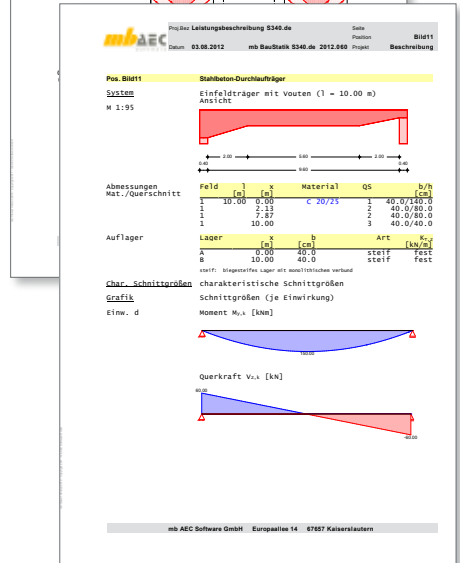 Proj.Bez Leistungsbeschreibung S340.de Seite
Position Bild11
mb AEC
Datum 03.08.2012 mb BauStatik S340.de 2012.060 Projekt Beschreibung
Pos. Bild11 Stahlbeton-Durchlaufträger
System Einfeldträger mit Vouten (l = 10.00 m)
Ansicht
M 1:95
2.00 5.60 2.00
0.40 9.60 0.40
Abmessungen Feld l x Material QS b/h
Mat./Querschnitt [m] [m] [cm]
1 10.00 0.00 C 20/25 1 40.0/140.0
1 2.13 2 40.0/80.0
1 7.87 2 40.0/80.0
1 10.00 3 40.0/40.0
Auflager Lager x b Art
[m] [cm] [kN/m]
A 0.00 40.0 steif fest
B 10.00 40.0 steif fest
steif: biegesteifes Lager mit monolithischem Verbund
Char. Schnittgrößen charakteristische Schnittgrößen
Grafik Schnittgrößen (je Einwirkung)
Einw. d Moment My,k [kNm]
150.00
Querkraft Vz,k [kN]
60.00
-60.00
mb AEC Software GmbH Europaallee 14 67657 Kaiserslautern